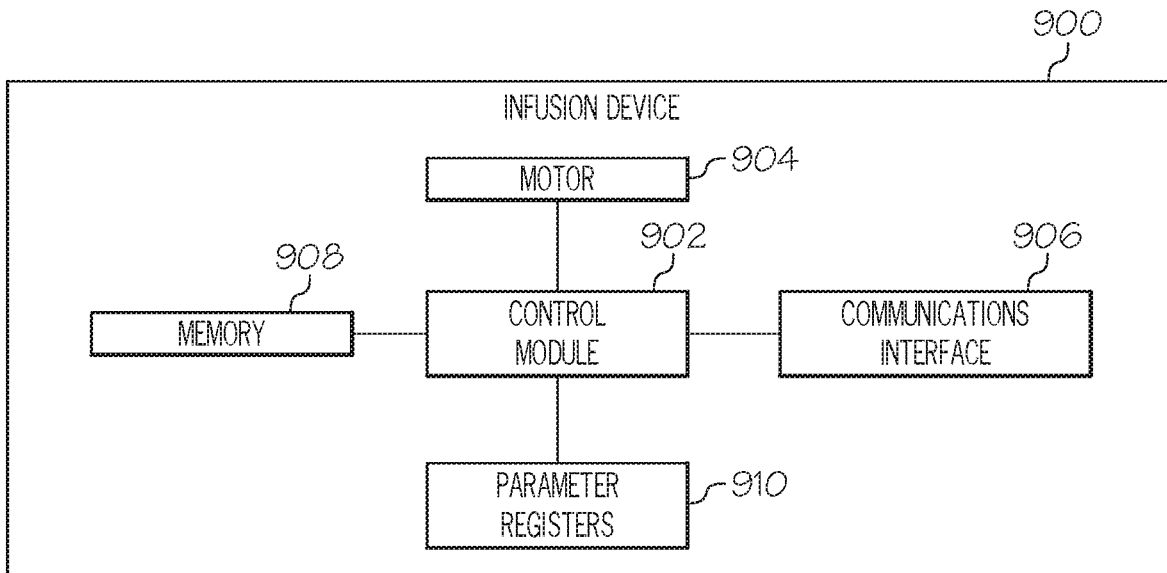 900
INFUSION DEVICE
MOTOR
904
902
906
908
CONTROL
MODULE
COMMUNICATIONS
INTERFACE
MEMORY
PARAMETER
REGISTERS
910